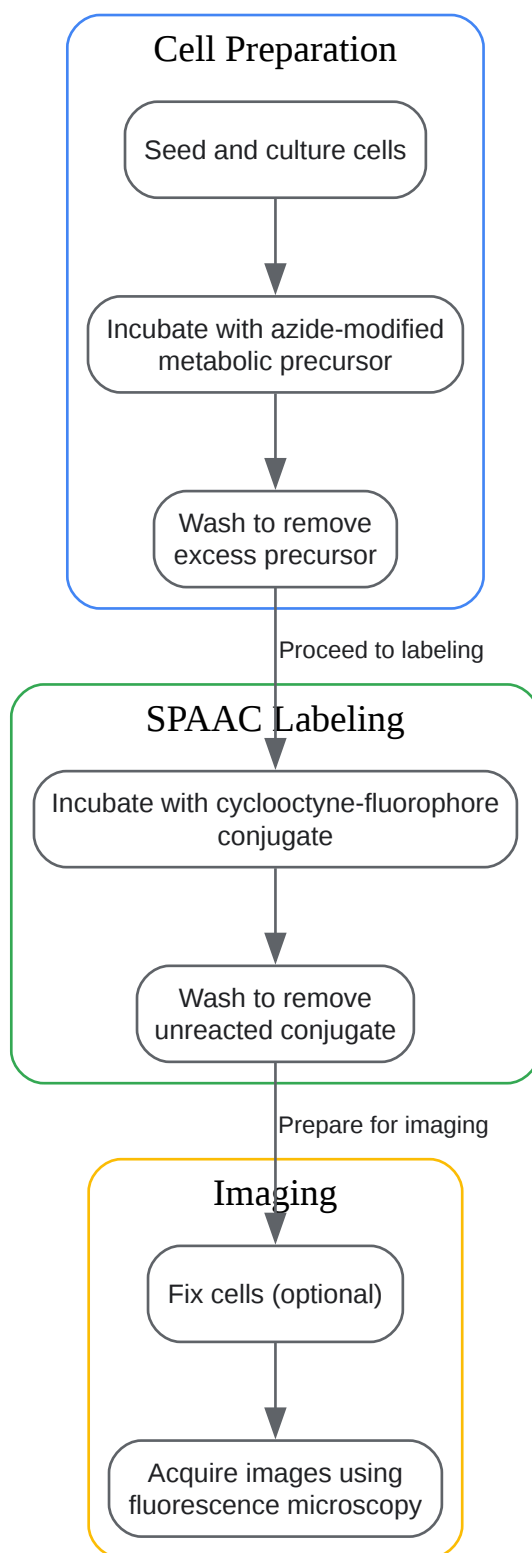 Cell Preparation
Seed and culture cells
Incubate with azide-modified
metabolic precursor
Wash to remove
excess precursor
Proceed to labeling
SPAAC Labeling
Incubate with cyclooctyne-fluorophore
conjugate
Wash to remove
unreacted conjugate
Prepare for imaging
Imaging
Fix cells (optional)
Acquire images using
fluorescence microscopy